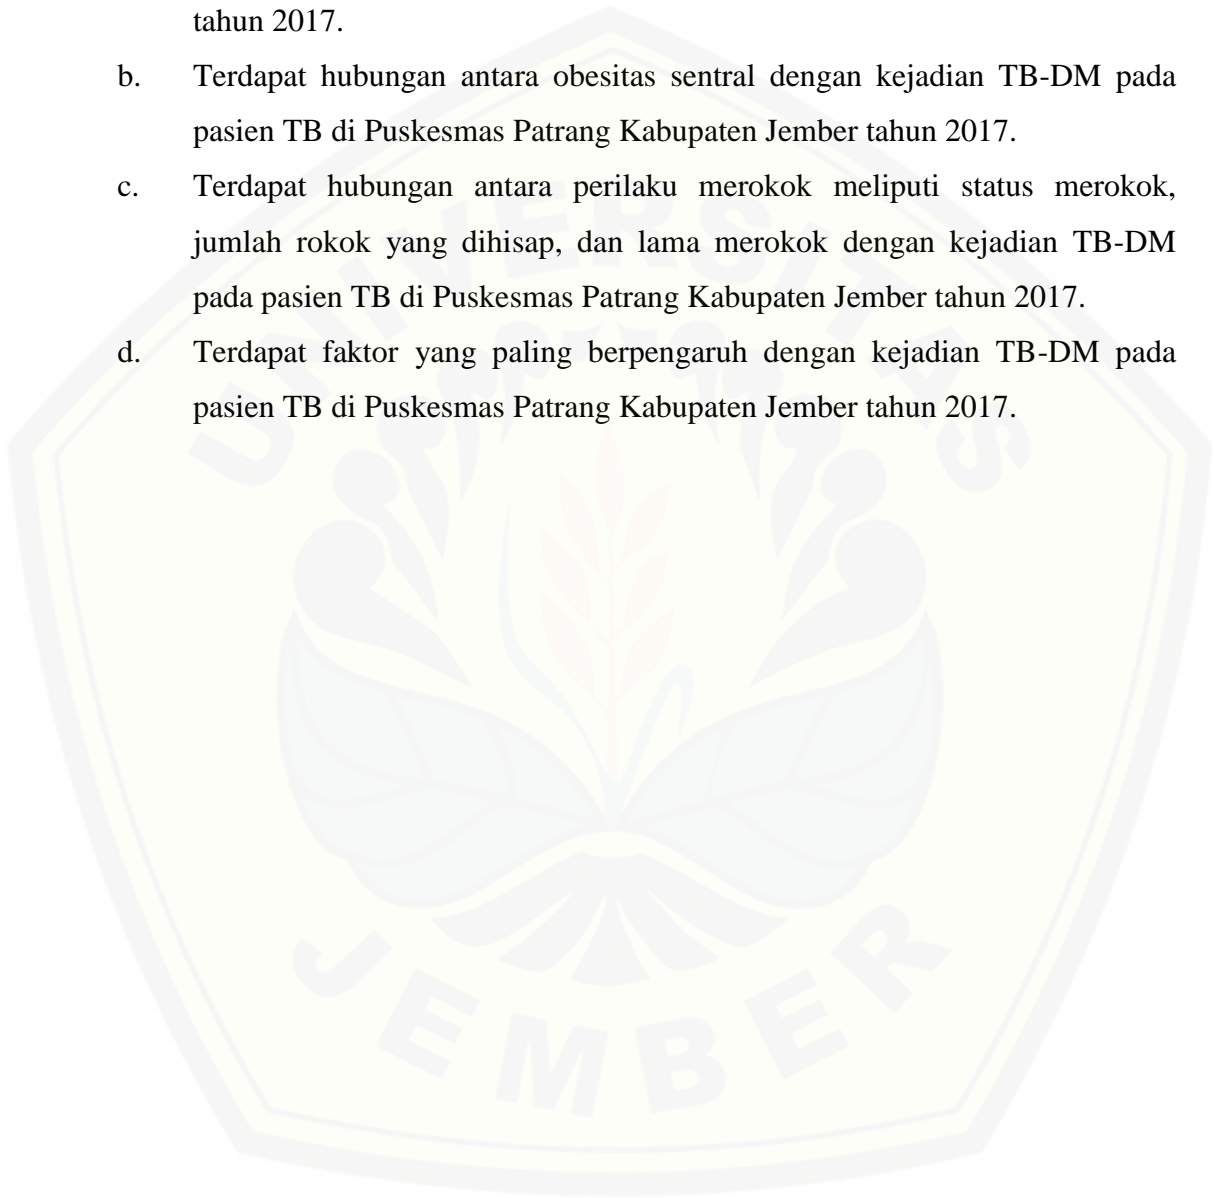 tahun 2017.
b. Terdapat hubungan antara obesitas sentral dengan kejadian TB-DM pada
pasien TB di Puskesmas Patrang Kabupaten Jember tahun 2017.
c. Terdapat hubungan antara perilaku merokok meliputi status merokok,
jumlah rokok yang dihisap, dan lama merokok dengan kejadian TB-DM
pada pasien TB di Puskesmas Patrang Kabupaten Jember tahun 2017.
d. Terdapat faktor yang paling berpengaruh dengan kejadian TB-DM pada
pasien TB di Puskesmas Patrang Kabupaten Jember tahun 2017.
UNIVERSITAS
JEMBER